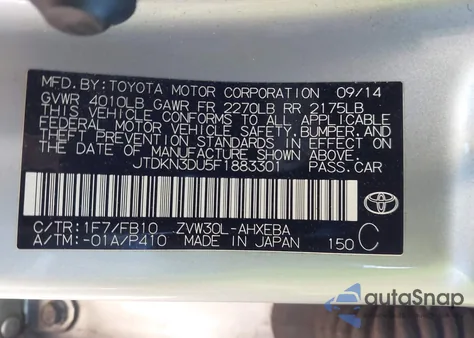 MFD. BY: TOYOTA MOTOR CORPORATION 09/14
GVWR 4010LB GAWR FR 2270LB RR 2175LB
THIS VEHICLE CONFORMS TO ALL APPLICABLE
FEDERAL MOTOR VEHICLE SAFETY, BUMPER, AND
THEFT PREVENTION STANDARDS IN EFFECT ON
THE DATE OF MANUFACTURE SHOWN ABOVE.
JTDKN3DU5F1883301 PASS. CAR
C/TR: 1F7/FB10 ZVW30L-AHXEBA
A/TM: -01A/P410 MADE IN JAPAN 150 C
TOYOTA
autoSnap